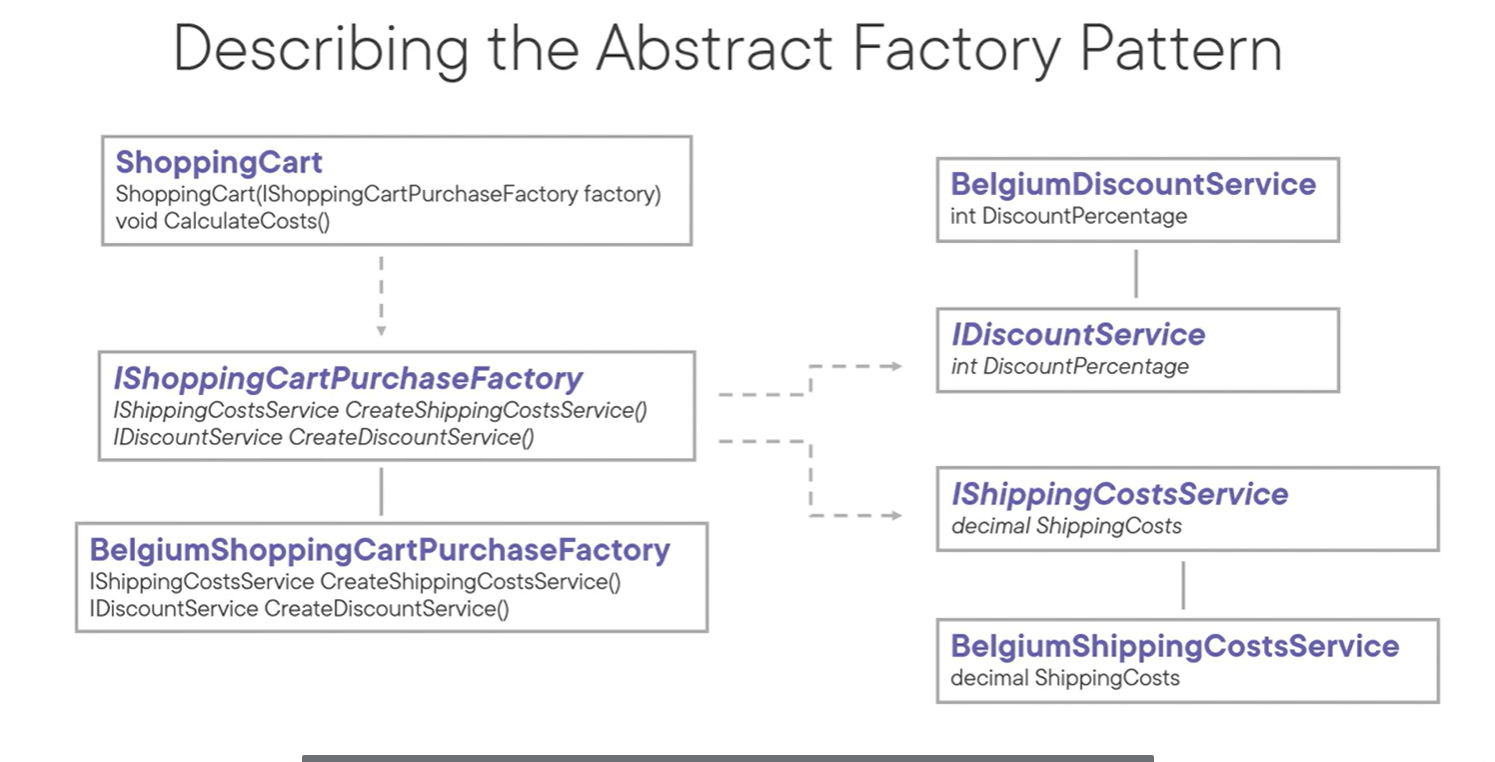 Describing the Abstract Factory Pattern
ShoppingCart
ShoppingCart(IShoppingCartPurchaseFactory factory)
void CalculateCosts()
IShoppingCartPurchaseFactory
IShippingCostsService CreateShippingCostsService()
IDiscountService CreateDiscountService()
BelgiumShoppingCartPurchaseFactory
IShippingCostsService CreateShippingCostsService()
IDiscountService CreateDiscountService()
BelgiumDiscountService
int DiscountPercentage
IDiscountService
int DiscountPercentage
IShippingCostsService
decimal ShippingCosts
BelgiumShippingCostsService
decimal ShippingCosts